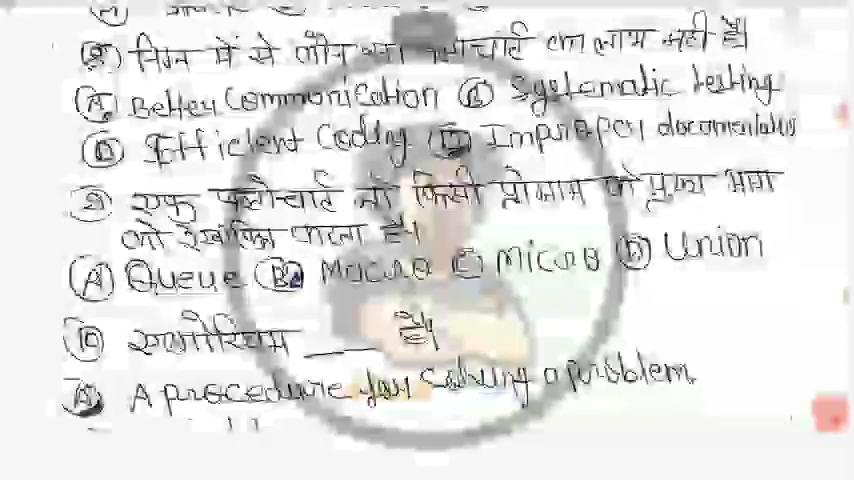 निम्न में से कौन सा फ्लोचार्ट का लाभ नही है।
(A) Better Communication (B) Systematic testing
Efficient Coding (D) Improper documentation
एक फ्लोचार्ट जो किसी प्रोग्राम के मुख्य भाग
को रेखांकित करता है।
(A) Queue (B) Macro (C) Micro (D) Union
एल्गोरिथम ____ है।
(A) A procedure for solving a problem.